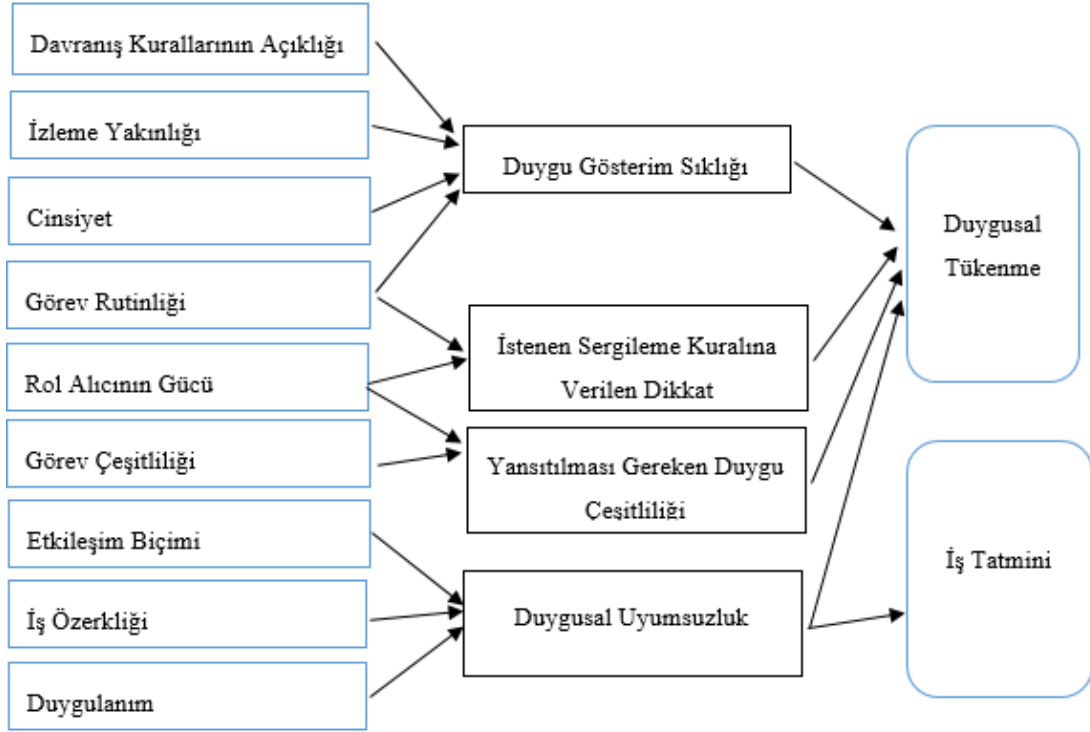 Davranış Kurallarının Açıklığı
İzleme Yakınlığı
Cinsiyet
Görev Rutinliği
Rol Alıcının Gücü
Görev Çeşitliliği
Etkileşim Biçimi
İş Özerkliği
Duygulanım
Duygu Gösterim Sıklığı
İstenen Sergileme Kuralına
Verilen Dikkat
Yansıtılması Gereken Duygu
Çeşitliliği
Duygusal Uyumsuzluk
Duygusal
Tükenme
İş Tatmini